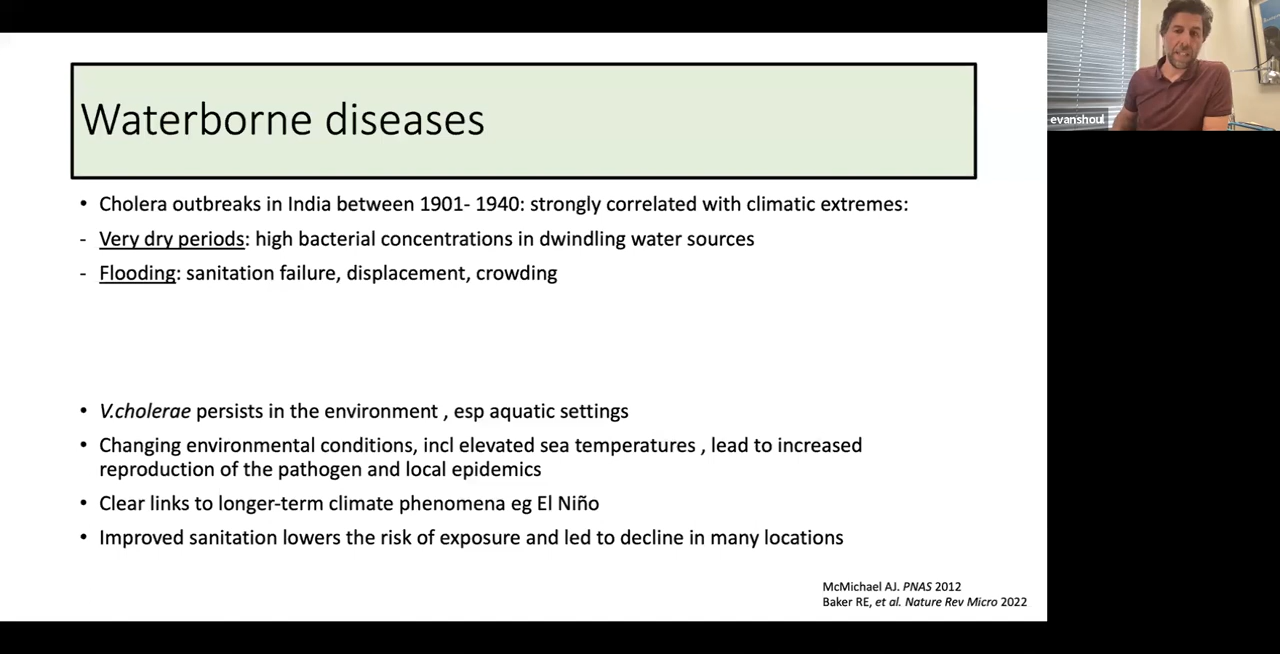 Waterborne diseases
evanshoul
• Cholera outbreaks in India between 1901- 1940: strongly correlated with climatic extremes:
- Very dry periods: high bacterial concentrations in dwindling water sources
- Flooding: sanitation failure, displacement, crowding
• V.cholerae persists in the environment , esp aquatic settings
• Changing environmental conditions, incl elevated sea temperatures , lead to increased
reproduction of the pathogen and local epidemics
• Clear links to longer-term climate phenomena eg El Niño
• Improved sanitation lowers the risk of exposure and led to decline in many locations
McMichael AJ. PNAS 2012
Baker RE, et al. Nature Rev Micro 2022